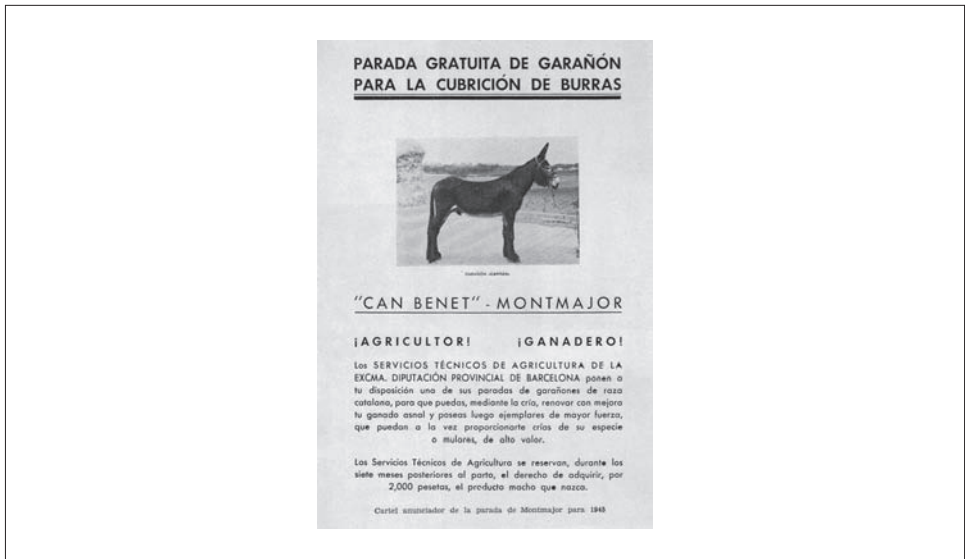 PARADA GRATUITA DE GARAÑÓN
PARA LA CUBRICIÓN DE BURRAS
"CAN BENET" - MONTMAJOR
¡AGRICULTOR! ¡GANADERO!
Los SERVICIOS TÉCNICOS DE AGRICULTURA DE LA
EXCMA. DIPUTACIÓN PROVINCIAL DE BARCELONA ponen a
tu disposición una de sus paradas de garañones de raza
catalana, para que puedas, mediante la cría, renovar con mejora
tu ganado asnal y poseas luego ejemplares de mayor fuerza,
que puedan a la vez proporcionarte crías de su especie
o mulares, de alto valor.
Los Servicios Técnicos de Agricultura se reservan, durante los
siete meses posteriores al parto, el derecho de adquirir, por
2,000 pesetas, el producto macho que nazca.
Cartel anunciador de la parada de Montmajor para 1945